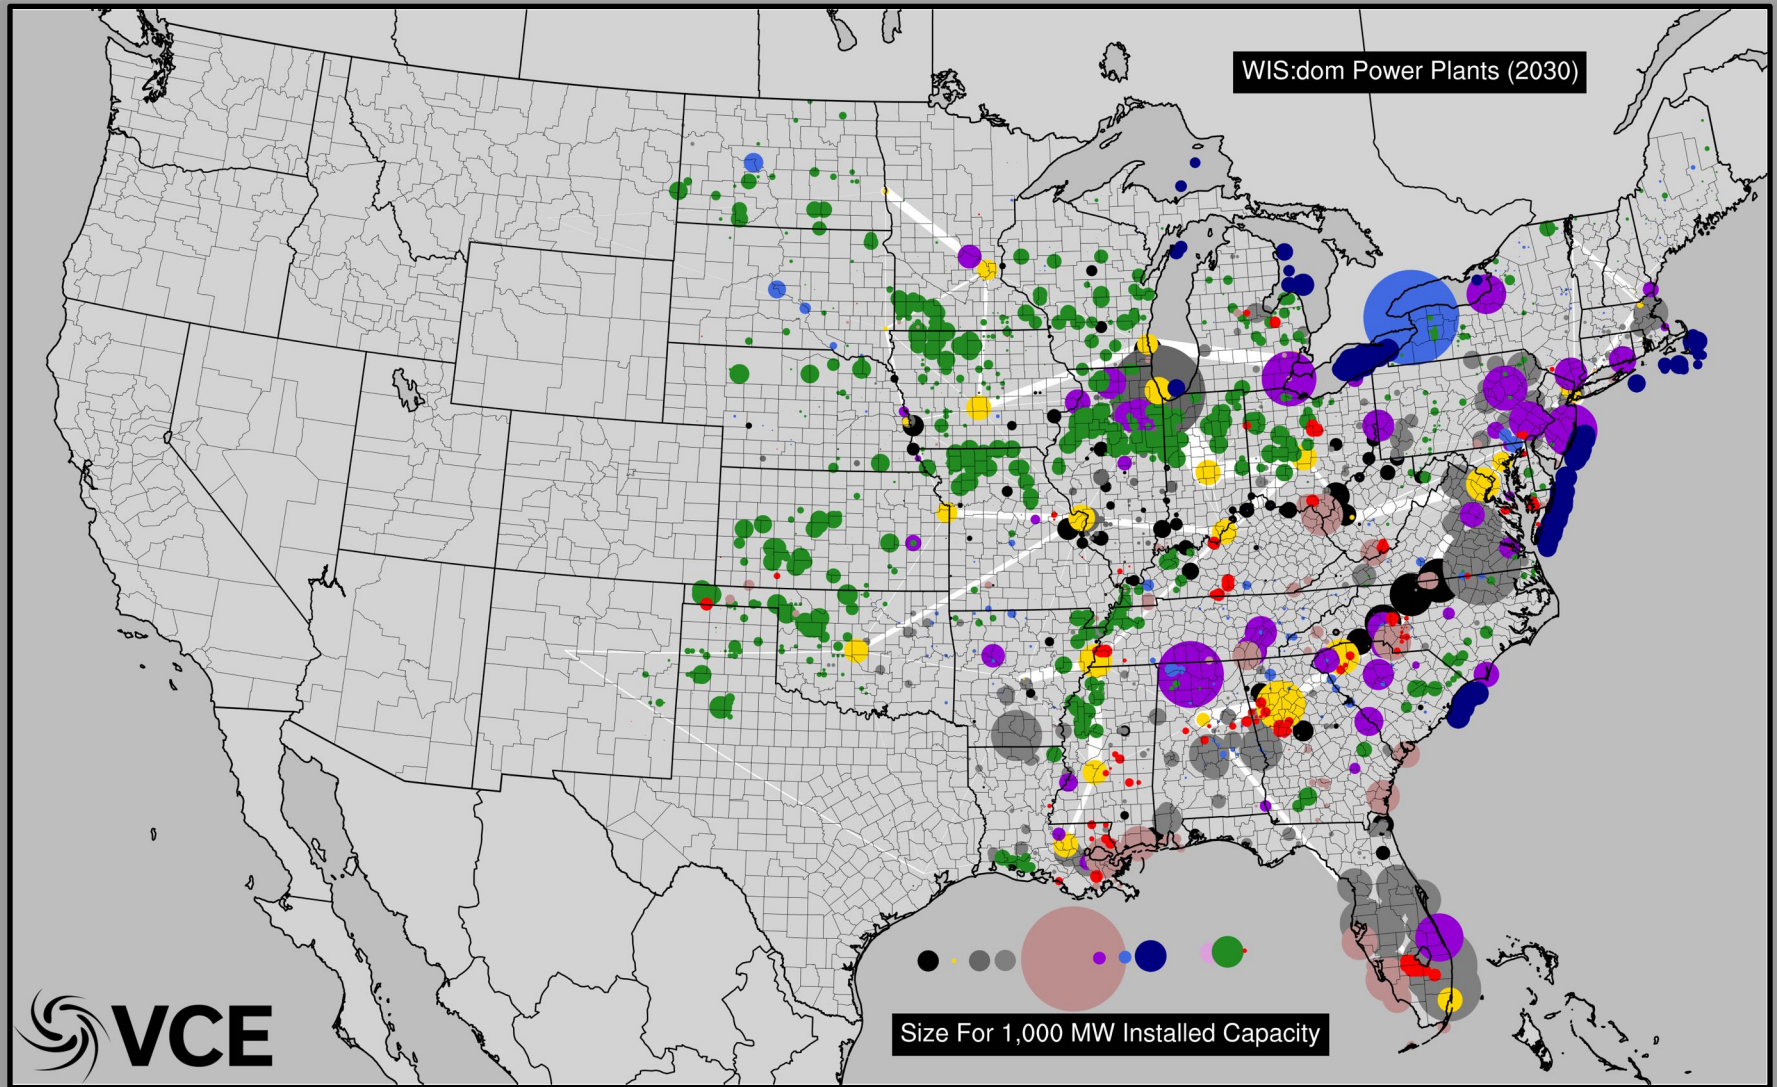 WIS:dom Power Plants (2030)
Size For 1,000 MW Installed Capacity
VCE